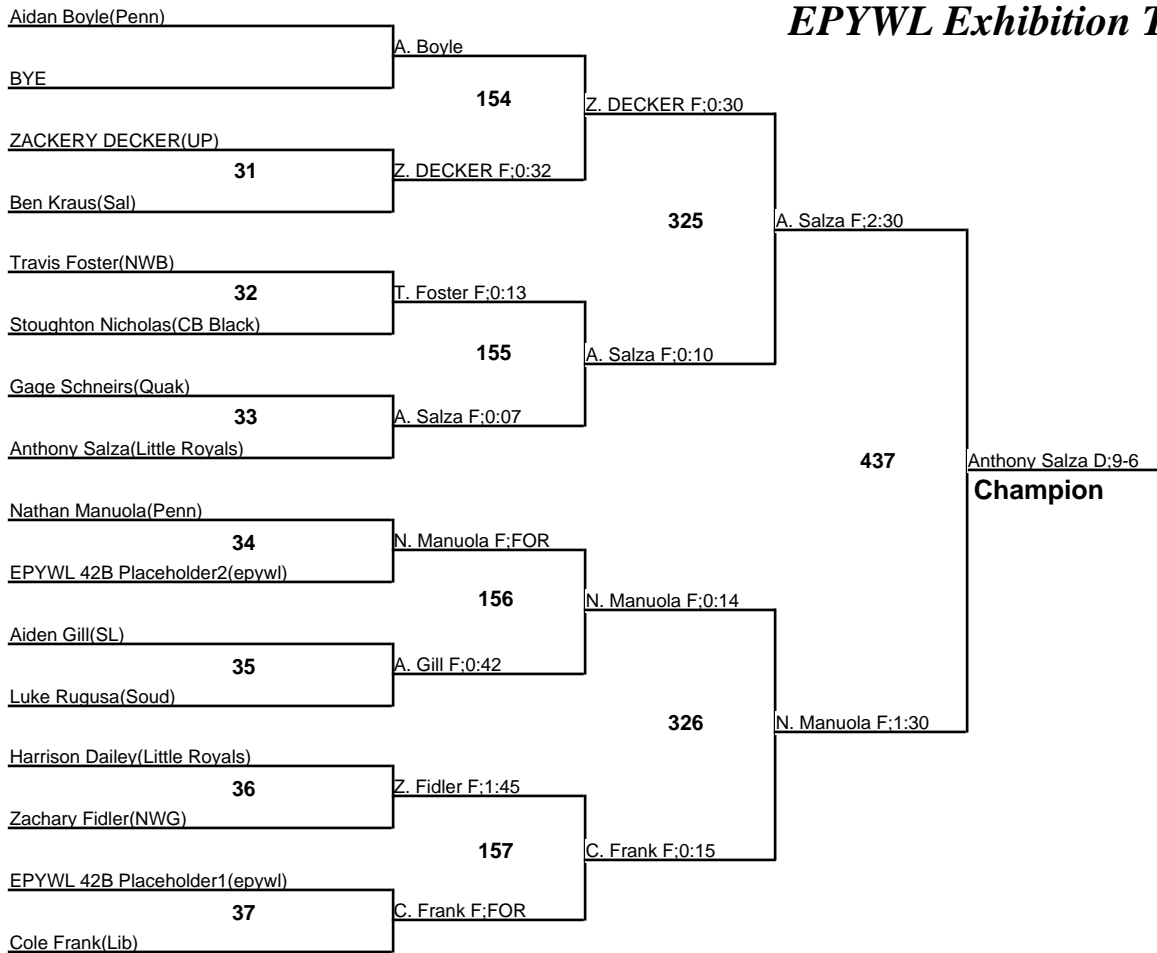 EPYWL Exhibition T
Aidan Boyle(Penn)
A. Boyle
BYE
154
Z. DECKER F;0:30
ZACKERY DECKER(UP)
31
Z. DECKER F;0:32
Ben Kraus(Sal)
325
A. Salza F;2:30
Travis Foster(NWB)
32
T. Foster F;0:13
Stoughton Nicholas(CB Black)
155
A. Salza F;0:10
Gage Schneirs(Quak)
33
A. Salza F;0:07
Anthony Salza(Little Royals)
437
Anthony Salza D;9-6
Champion
Nathan Manuola(Penn)
34
N. Manuola F;FOR
EPYWL 42B Placeholder2(epywl)
156
N. Manuola F;0:14
Aiden Gill(SL)
35
A. Gill F;0:42
Luke Rugusa(Soud)
326
N. Manuola F;1:30
Harrison Dailey(Little Royals)
36
Z. Fidler F;1:45
Zachary Fidler(NWG)
157
C. Frank F;0:15
EPYWL 42B Placeholder1(epywl)
37
C. Frank F;FOR
Cole Frank(Lib)